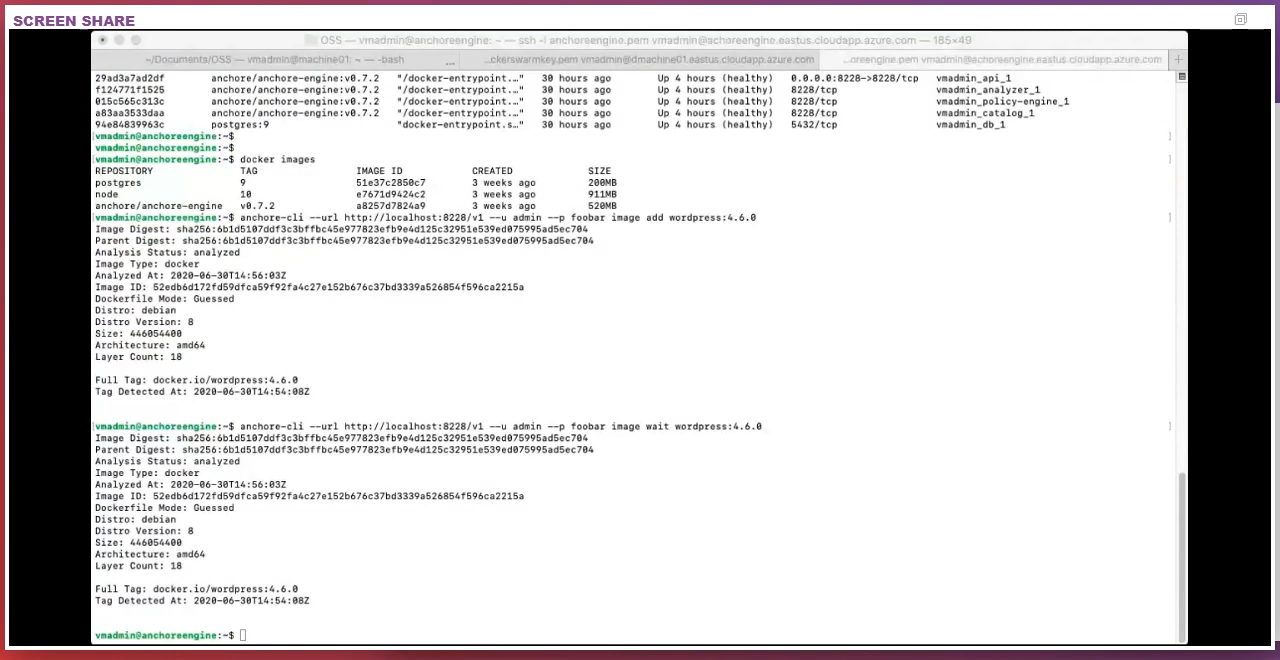 SCREEN SHARE
OSS — vmadmin@anchoreengine: ~ — ssh -i anchoreengine.pem vmadmin@achoreengine.eastus.cloudapp.azure.com — 185×49
~/Documents/OSS — vmadmin@machine01: ~ — -bash ... ...ckerswarmkey.pem vmadmin@dmachine01.eastus.cloudapp.azure.com ...oreengine.pem vmadmin@achoreengine.eastus.cloudapp.azure.com +
29ad3a7ad2df anchore/anchore-engine:v0.7.2 "/docker-entrypoint.…" 30 hours ago Up 4 hours (healthy) 0.0.0.0:8228->8228/tcp vmadmin_api_1
f124771f1525 anchore/anchore-engine:v0.7.2 "/docker-entrypoint.…" 30 hours ago Up 4 hours (healthy) 8228/tcp vmadmin_analyzer_1
015c565c313c anchore/anchore-engine:v0.7.2 "/docker-entrypoint.…" 30 hours ago Up 4 hours (healthy) 8228/tcp vmadmin_policy-engine_1
a83aa3533daa anchore/anchore-engine:v0.7.2 "/docker-entrypoint.…" 30 hours ago Up 4 hours (healthy) 8228/tcp vmadmin_catalog_1
94e84839963c postgres:9 "docker-entrypoint.s…" 30 hours ago Up 4 hours (healthy) 5432/tcp vmadmin_db_1
[vmadmin@anchoreengine:~$ ]
[vmadmin@anchoreengine:~$
[vmadmin@anchoreengine:~$ docker images ]
REPOSITORY TAG IMAGE ID CREATED SIZE
postgres 9 51e37c2850c7 3 weeks ago 200MB
node 10 e7671d9424c2 3 weeks ago 911MB
anchore/anchore-engine v0.7.2 a8257d7824a9 3 weeks ago 520MB
[vmadmin@anchoreengine:~$ anchore-cli --url http://localhost:8228/v1 --u admin --p foobar image add wordpress:4.6.0 ]
Image Digest: sha256:6b1d5107ddf3c3bffbc45e977823efb9e4d125c32951e539ed075995ad5ec704
Parent Digest: sha256:6b1d5107ddf3c3bffbc45e977823efb9e4d125c32951e539ed075995ad5ec704
Analysis Status: analyzed
Image Type: docker
Analyzed At: 2020-06-30T14:56:03Z
Image ID: 52edb6d172fd59dfca59f92fa4c27e152b676c37bd3339a526854f596ca2215a
Dockerfile Mode: Guessed
Distro: debian
Distro Version: 8
Size: 446054400
Architecture: amd64
Layer Count: 18
Full Tag: docker.io/wordpress:4.6.0
Tag Detected At: 2020-06-30T14:54:08Z
[vmadmin@anchoreengine:~$ anchore-cli --url http://localhost:8228/v1 --u admin --p foobar image wait wordpress:4.6.0 ]
Image Digest: sha256:6b1d5107ddf3c3bffbc45e977823efb9e4d125c32951e539ed075995ad5ec704
Parent Digest: sha256:6b1d5107ddf3c3bffbc45e977823efb9e4d125c32951e539ed075995ad5ec704
Analysis Status: analyzed
Image Type: docker
Analyzed At: 2020-06-30T14:56:03Z
Image ID: 52edb6d172fd59dfca59f92fa4c27e152b676c37bd3339a526854f596ca2215a
Dockerfile Mode: Guessed
Distro: debian
Distro Version: 8
Size: 446054400
Architecture: amd64
Layer Count: 18
Full Tag: docker.io/wordpress:4.6.0
Tag Detected At: 2020-06-30T14:54:08Z
vmadmin@anchoreengine:~$